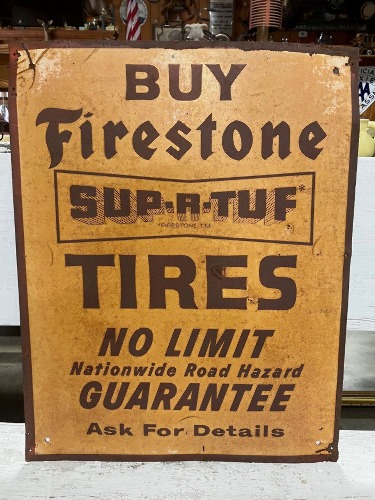 BUY
Firestone
SUP-R-TUF*
*FIRESTONE T.M.
TIRES
NO LIMIT
Nationwide Road Hazard
GUARANTEE
Ask For Details